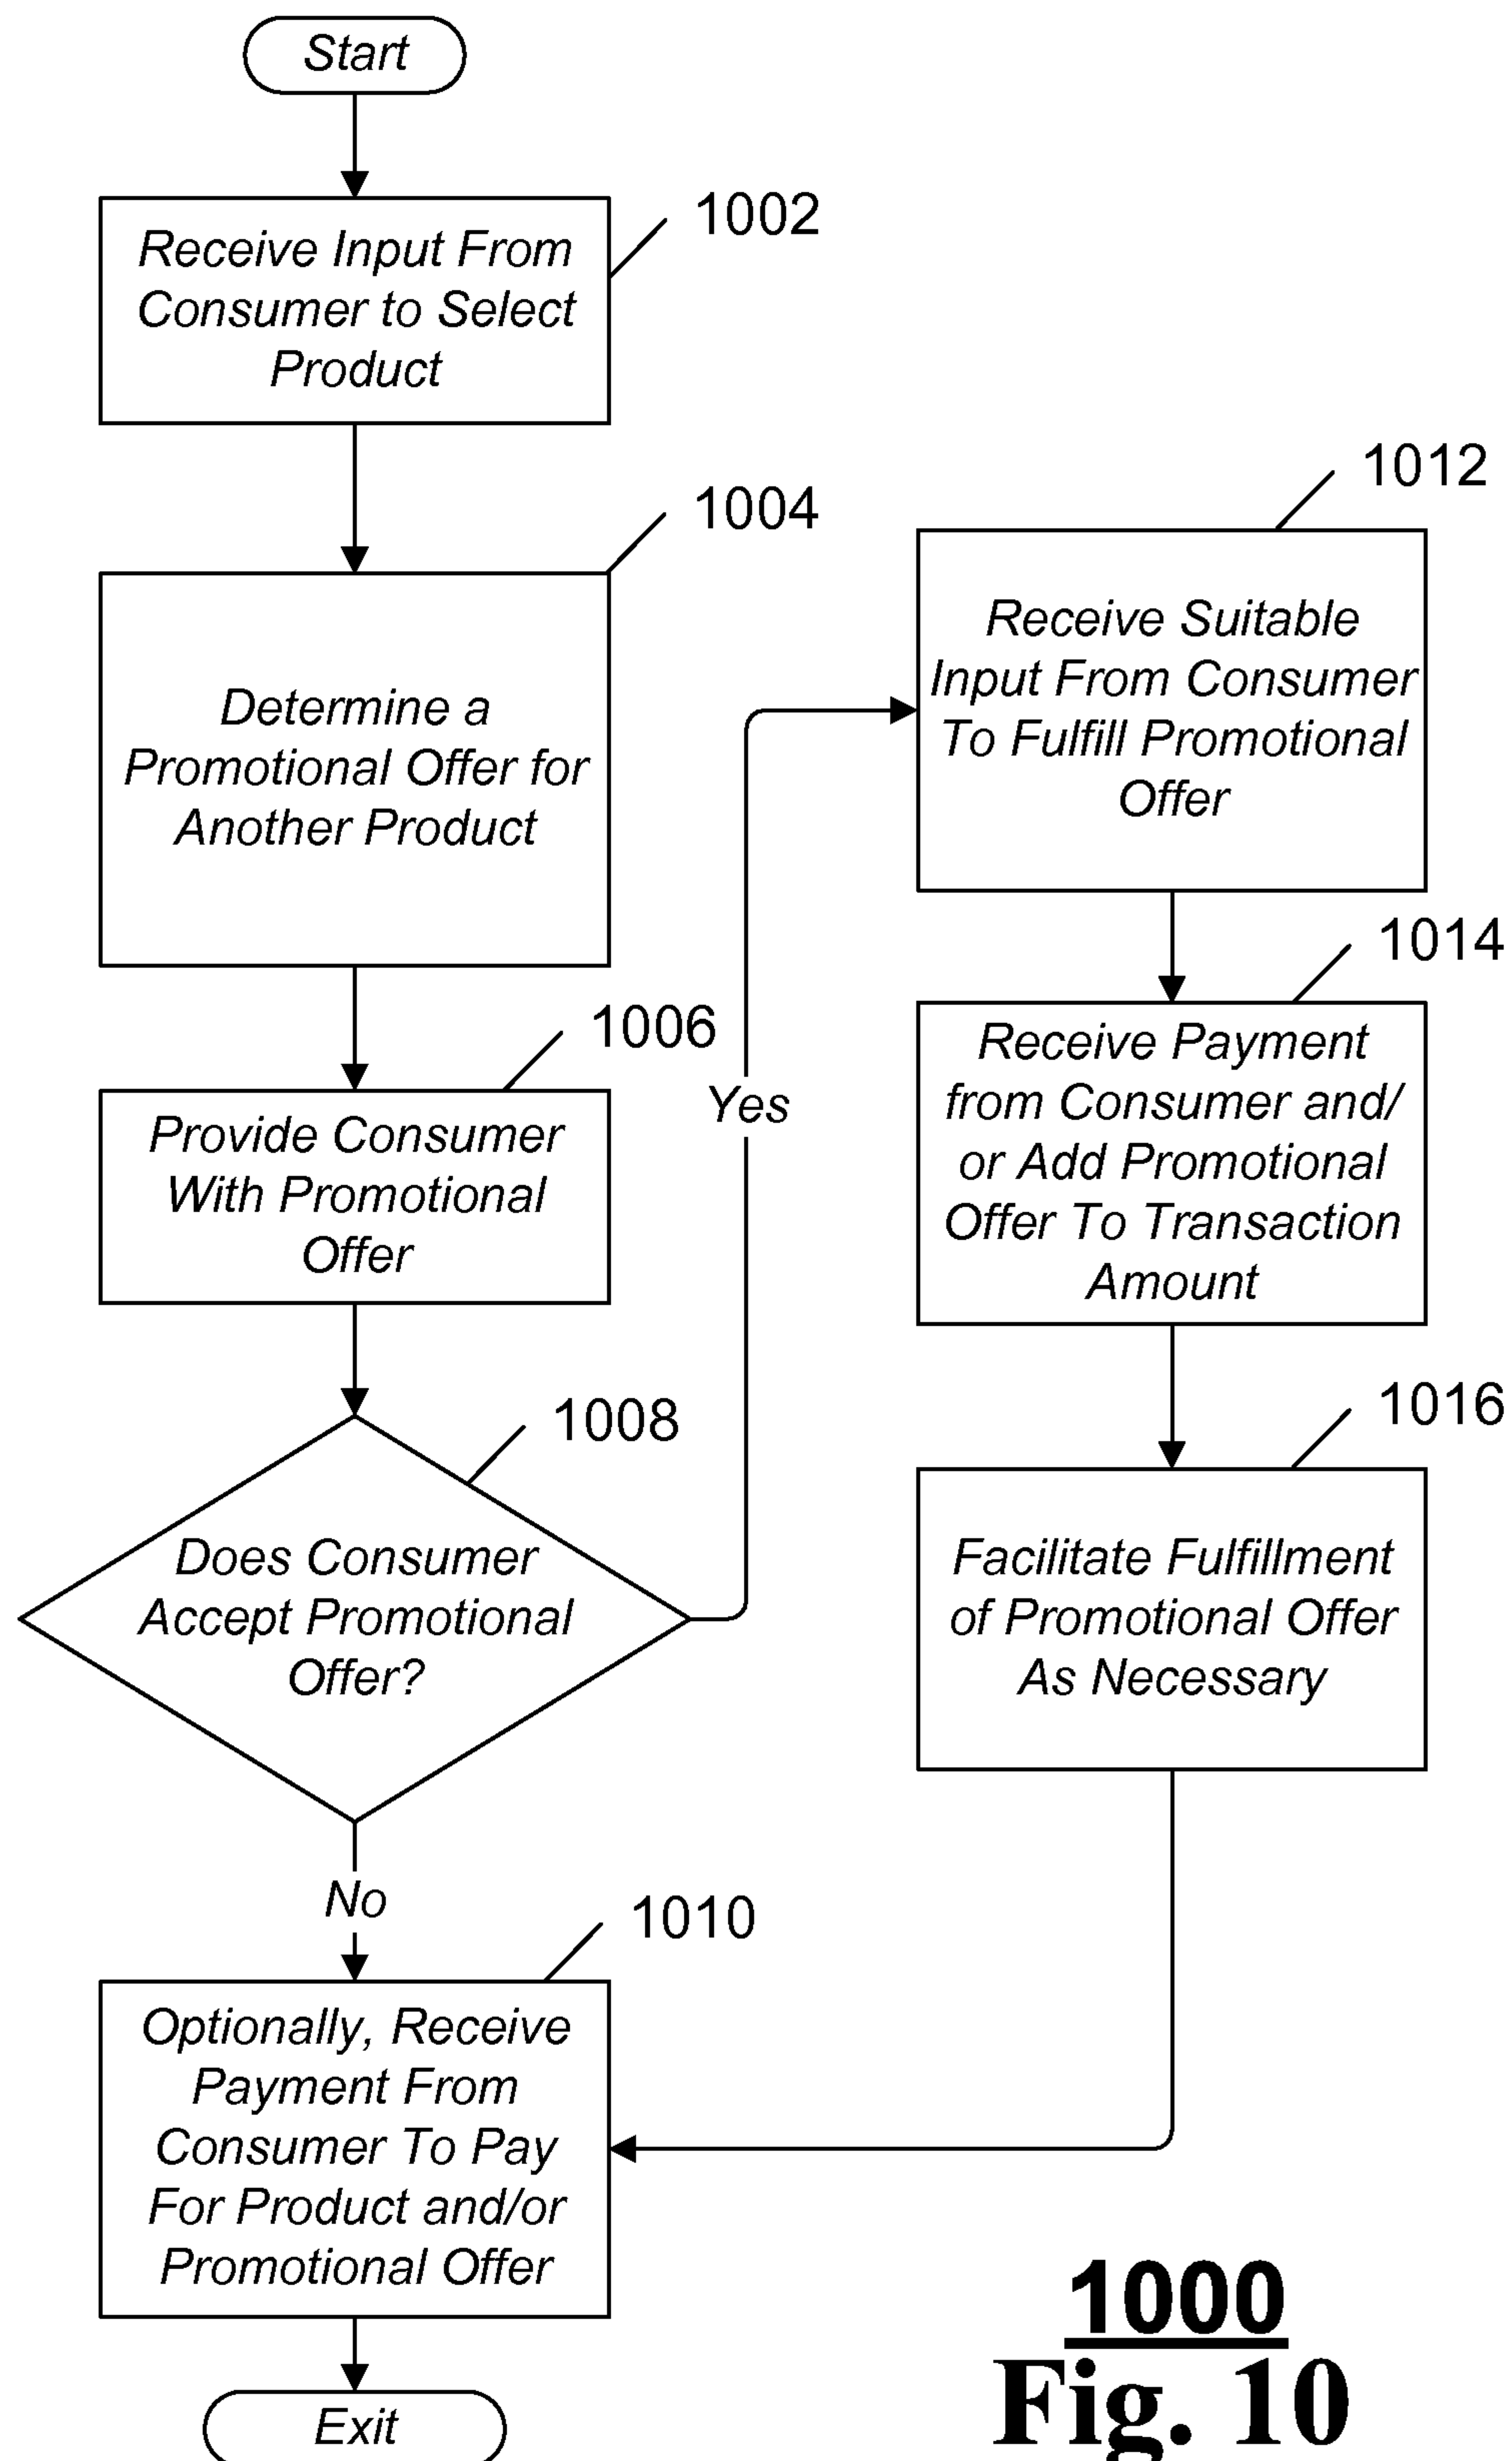 Start
1002
Receive Input From
Consumer to Select
Product
1004
Determine a
Promotional Offer for
Another Product
1006
Provide Consumer
With Promotional
Offer
1008
Does Consumer
Accept Promotional
Offer?
Yes
No
1010
Optionally, Receive
Payment From
Consumer To Pay
For Product and/or
Promotional Offer
Exit
1012
Receive Suitable
Input From Consumer
To Fulfill Promotional
Offer
1014
Receive Payment
from Consumer and/
or Add Promotional
Offer To Transaction
Amount
1016
Facilitate Fulfillment
of Promotional Offer
As Necessary
1000
Fig. 10